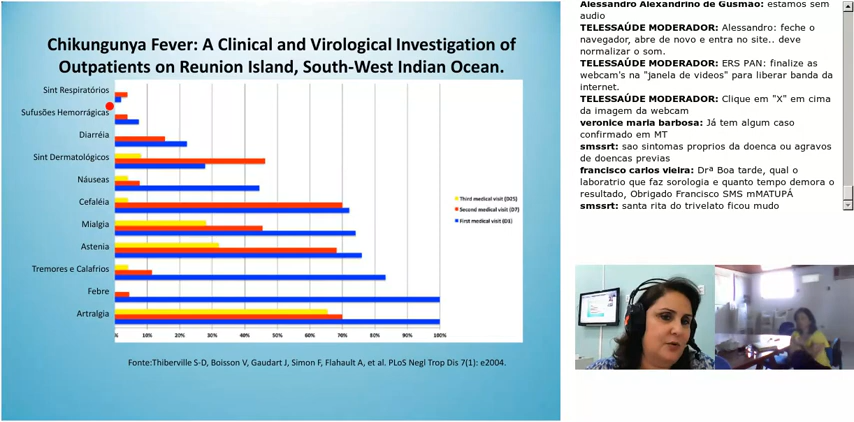 Chikungunya Fever: A Clinical and Virological Investigation of
Outpatients on Reunion Island, South-West Indian Ocean.
Sint Respiratórios
Sufusões Hemorrágicas
Diarréia
Sint Dermatológicos
Náuseas
Cefaléia
Mialgia
Astenia
Tremores e Calafrios
Febre
Artralgia
% 10% 20% 30% 40% 50% 60% 70% 80% 90% 100%
Third medical visit (D25)
Second medical visit (D7)
First medical visit (D1)
Fonte:Thiberville S-D, Boisson V, Gaudart J, Simon F, Flahault A, et al. PLoS Negl Trop Dis 7(1): e2004.
Alessandro Alexandrino de Gusmao: estamos sem
audio
TELESSAÚDE MODERADOR: Alessandro: feche o
navegador, abre de novo e entra no site.. deve
normalizar o som.
TELESSAÚDE MODERADOR: ERS PAN: finalize as
webcam's na "janela de videos" para liberar banda da
internet.
TELESSAÚDE MODERADOR: Clique em "X" em cima
da imagem da webcam
veronice maria barbosa: Já tem algum caso
confirmado em MT
smssrt: sao sintomas proprios da doenca ou agravos
de doencas previas
francisco carlos vieira: Drª Boa tarde, qual o
laboratrio que faz sorologia e quanto tempo demora o
resultado, Obrigado Francisco SMS mMATUPÁ
smssrt: santa rita do trivelato ficou mudo